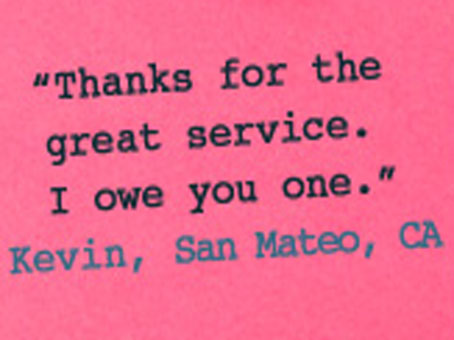 “Thanks for the
great service.
I owe you one.”
Kevin, San Mateo, CA